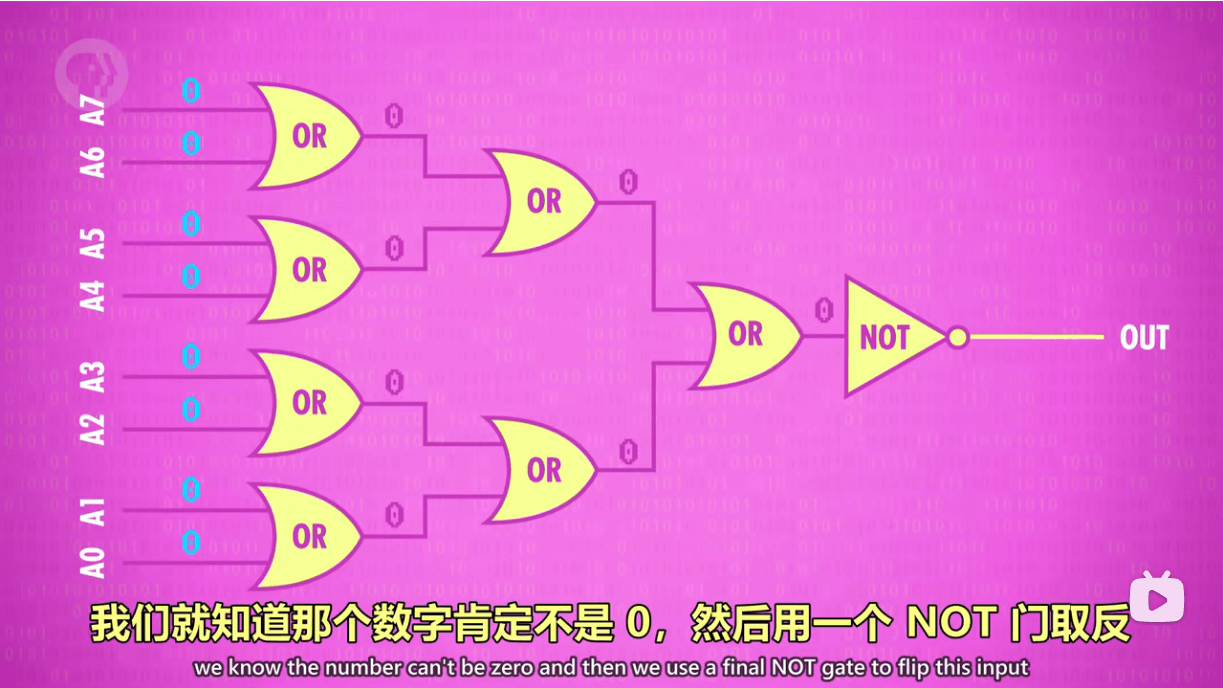 A7 0
OR 0
A6 0
OR 0
A5 0
OR 0
A4 0
OR 0 NOT OUT
A3 0
OR 0
A2 0
OR 0
A1 0
OR 0
A0 0
我们就知道那个数字肯定不是 0，然后用一个 NOT 门取反
we know the number can't be zero and then we use a final NOT gate to flip this input